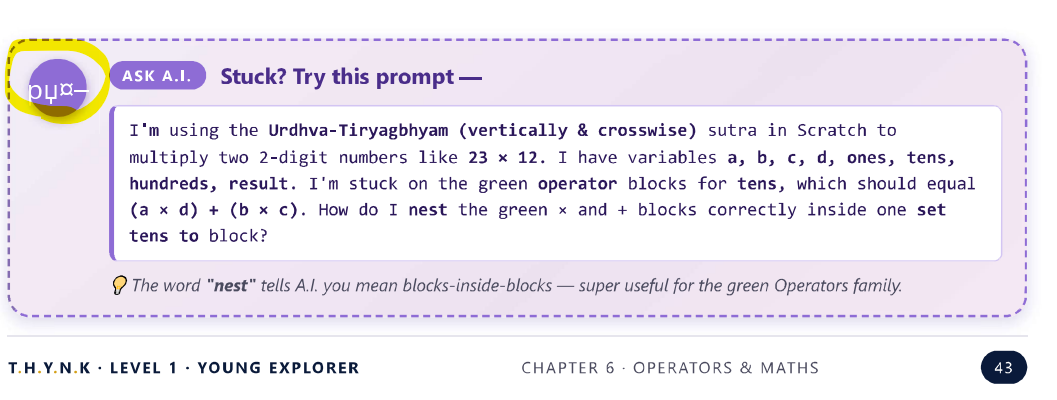 рџ¤–
ASK A.I. Stuck? Try this prompt —
I'm using the Urdhva-Tiryagbhyam (vertically & crosswise) sutra in Scratch to
multiply two 2-digit numbers like 23 × 12. I have variables a, b, c, d, ones, tens,
hundreds, result. I'm stuck on the green operator blocks for tens, which should equal
(a × d) + (b × c). How do I nest the green × and + blocks correctly inside one set
tens to block?
The word "nest" tells A.I. you mean blocks-inside-blocks — super useful for the green Operators family.
T.H.Y.N.K · LEVEL 1 · YOUNG EXPLORER CHAPTER 6 · OPERATORS & MATHS 43